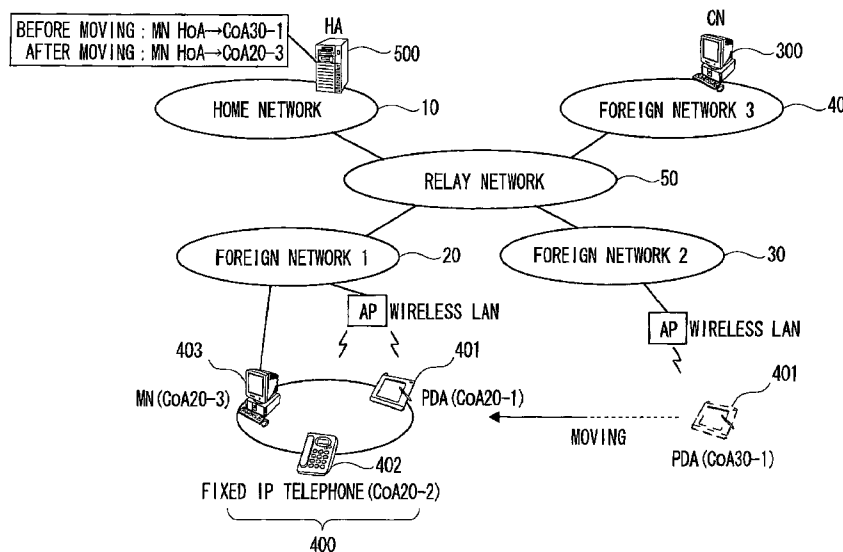 BEFORE MOVING : MN HoA→CoA30-1
AFTER MOVING : MN HoA→CoA20-3
HA
500
CN
300
HOME NETWORK
10
FOREIGN NETWORK 3
40
RELAY NETWORK
50
FOREIGN NETWORK 1
20
FOREIGN NETWORK 2
30
AP
WIRELESS LAN
AP
WIRELESS LAN
403
401
401
MN(CoA20-3)
PDA(CoA20-1)
MOVING
402
PDA(CoA30-1)
FIXED IP TELEPHONE(CoA20-2)
400